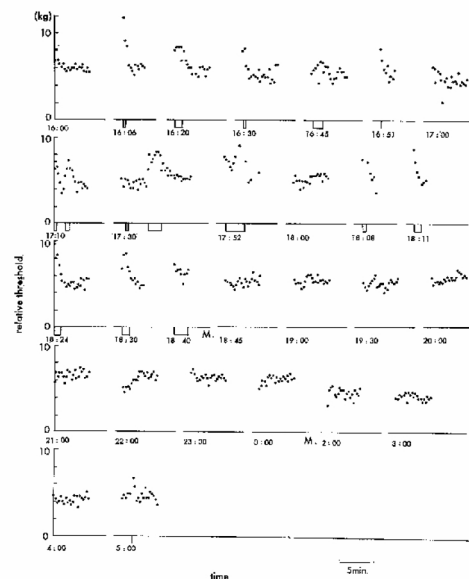 (kg)
10
0
16:00 16:06 16:20 16:30 16:45 16:51 17:00
10
0
17:10 17:30 17:52 18:00 18:08 18:11
10
0
18:24 18:30 18:40 M. 18:45 19:00 19:30 20:00
10
0
21:00 22:00 23:00 0:00 M. 2:00 3:00
10
0
4:00 5:00
relative threshold.
5min.
time